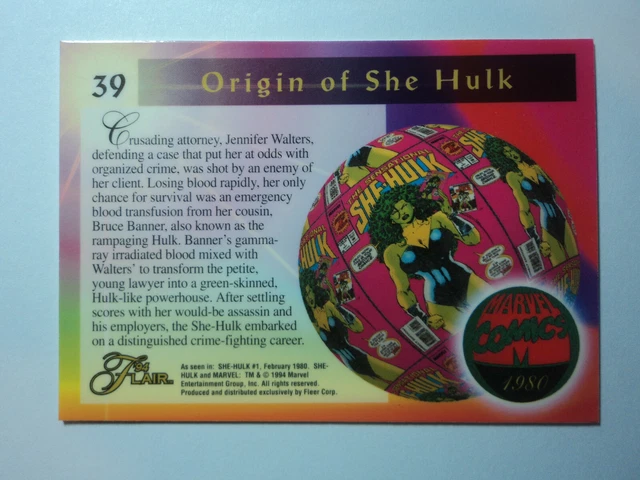 39
Origin of She Hulk
Crusading attorney, Jennifer Walters,
defending a case that put her at odds with
organized crime, was shot by an enemy of
her client. Losing blood rapidly, her only
chance for survival was an emergency
blood transfusion from her cousin,
Bruce Banner, also known as the
rampaging Hulk. Banner's gamma-
ray irradiated blood mixed with
Walters' to transform the petite,
young lawyer into a green-skinned,
Hulk-like powerhouse. After settling
scores with her would-be assassin and
his employers, the She-Hulk embarked
on a distinguished crime-fighting career.
THE SENSATIONAL
SHE-HULK
HULK
MARVEL
COMICS
M
1980
'94
FLAIR™
As seen in: SHE-HULK #1, February 1980. SHE-
HULK and MARVEL: TM & © 1994 Marvel
Entertainment Group, Inc. All rights reserved.
Produced and distributed exclusively by Fleer Corp.